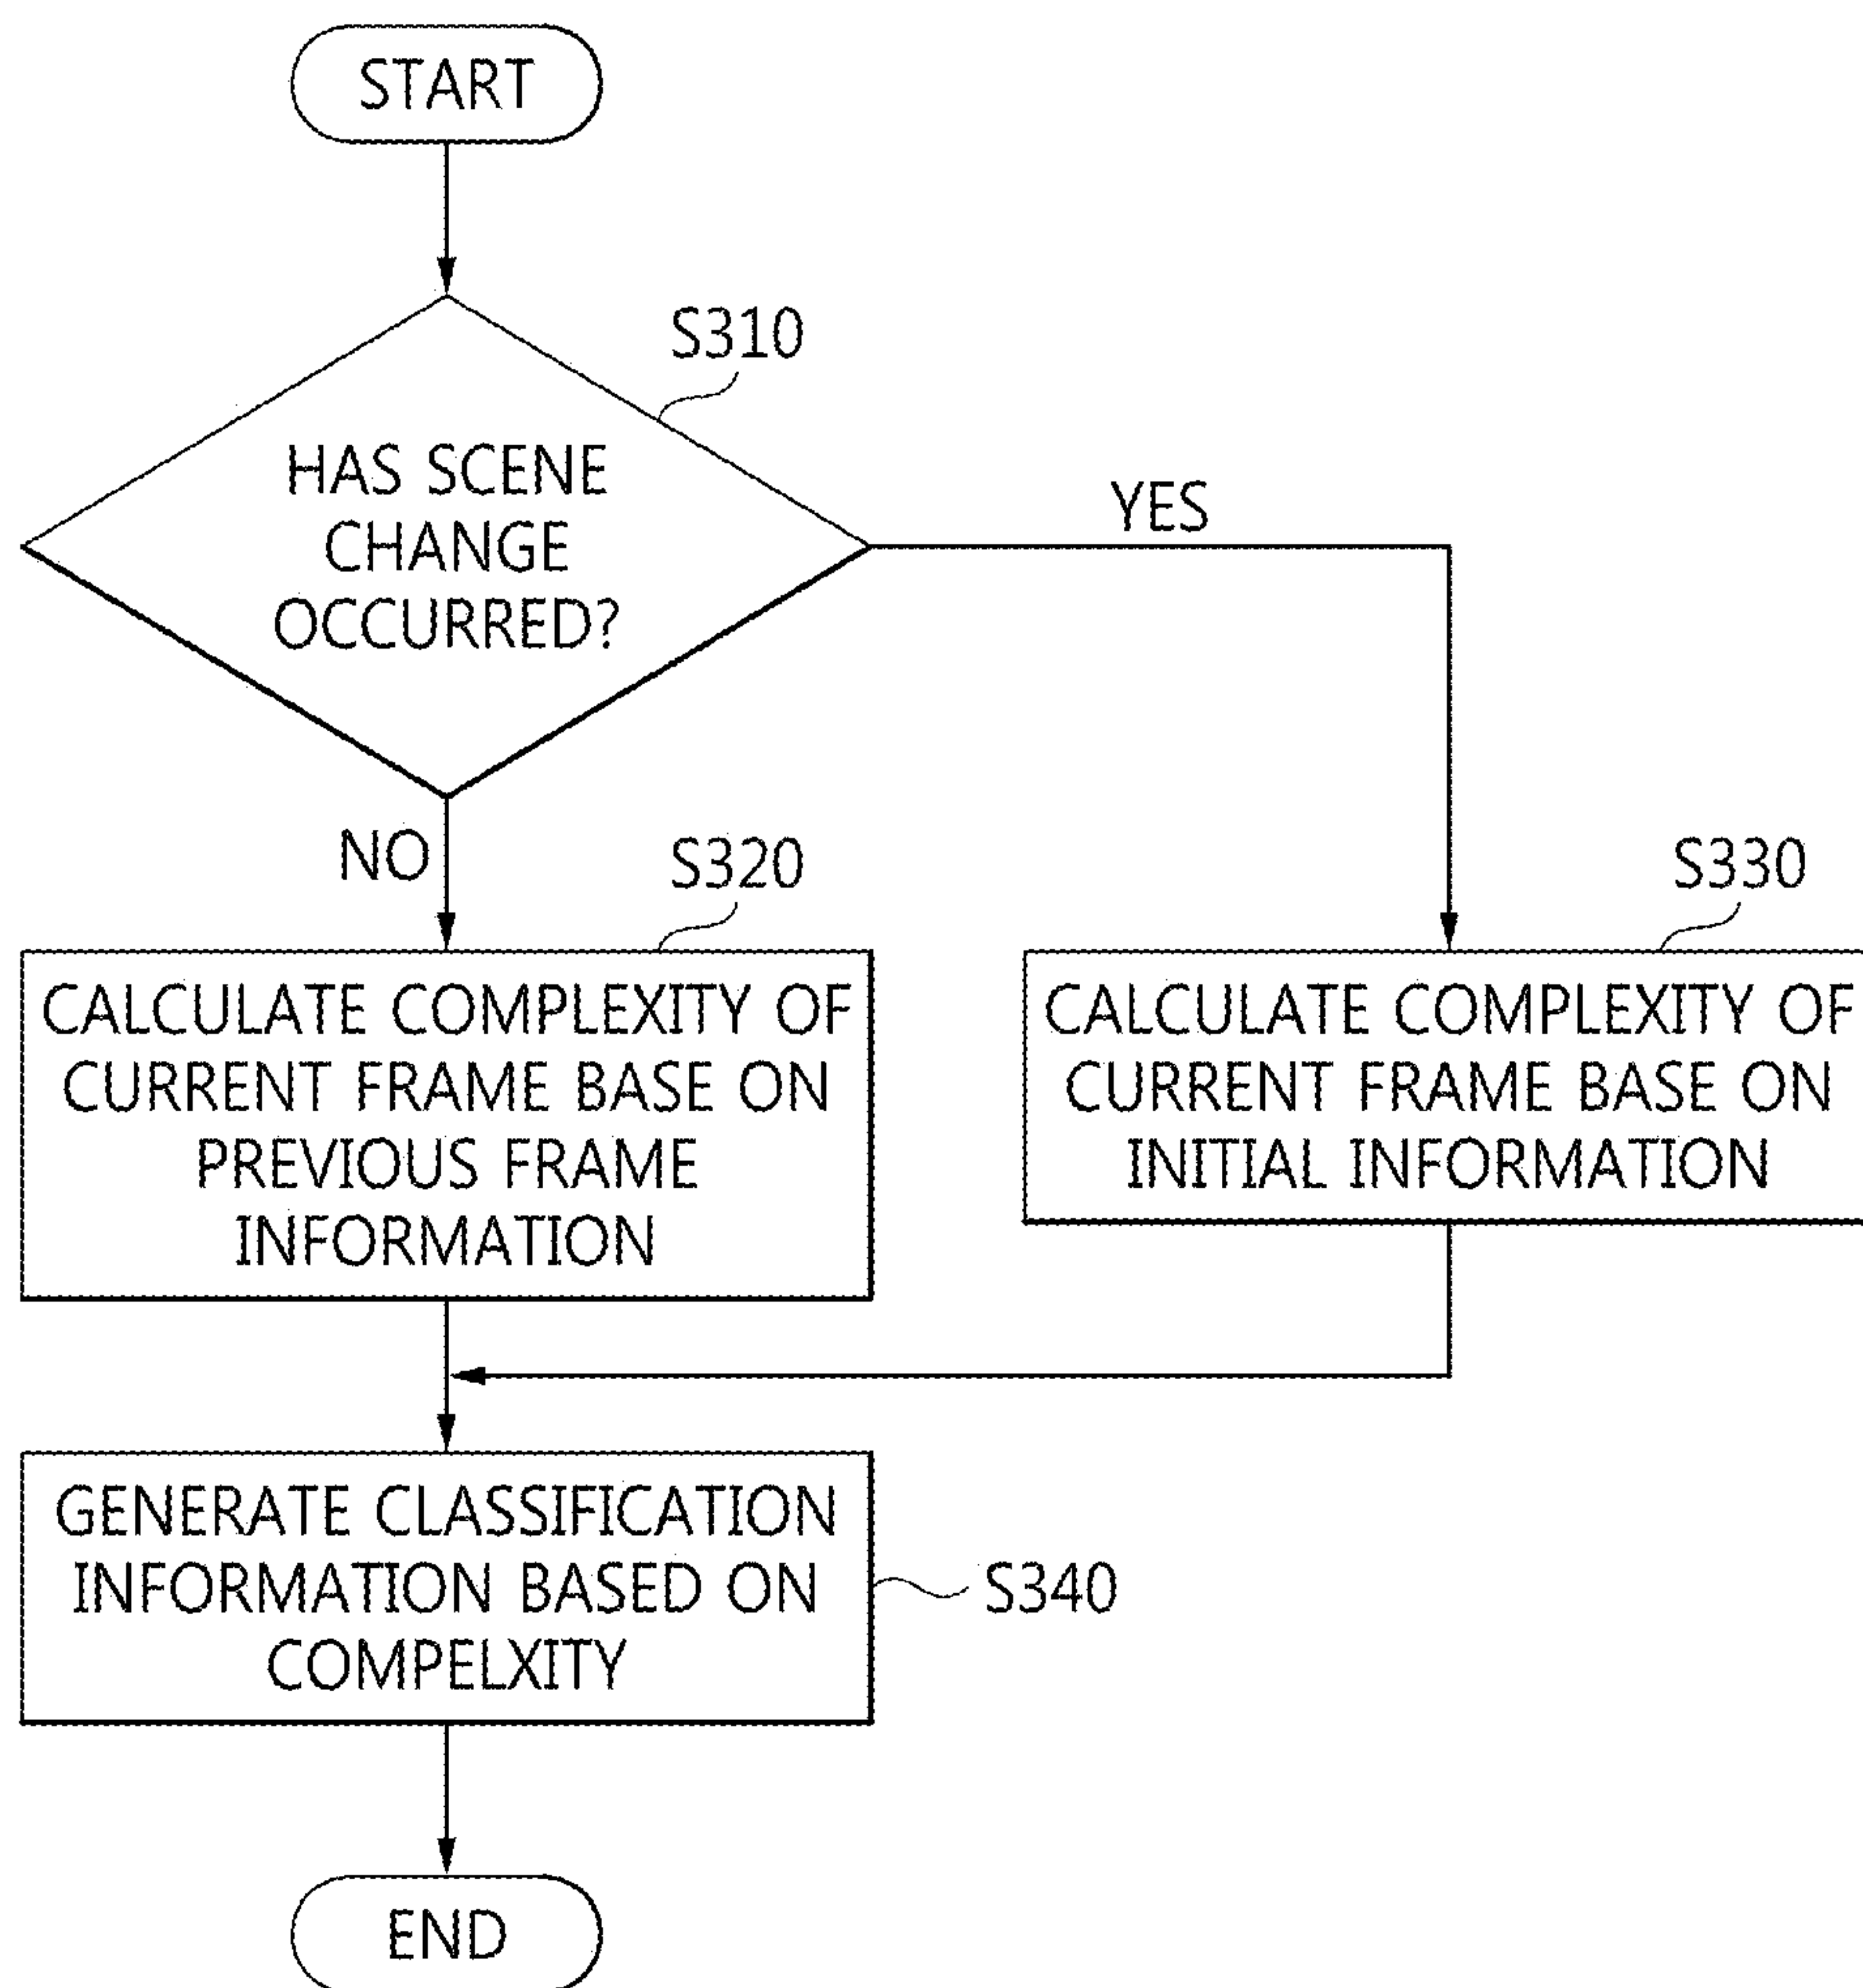 START
S310
HAS SCENE
CHANGE
OCCURRED?
YES
NO
S320
CALCULATE COMPLEXITY OF
CURRENT FRAME BASE ON
PREVIOUS FRAME
INFORMATION
S330
CALCULATE COMPLEXITY OF
CURRENT FRAME BASE ON
INITIAL INFORMATION
GENERATE CLASSIFICATION
INFORMATION BASED ON
COMPELXITY
S340
END